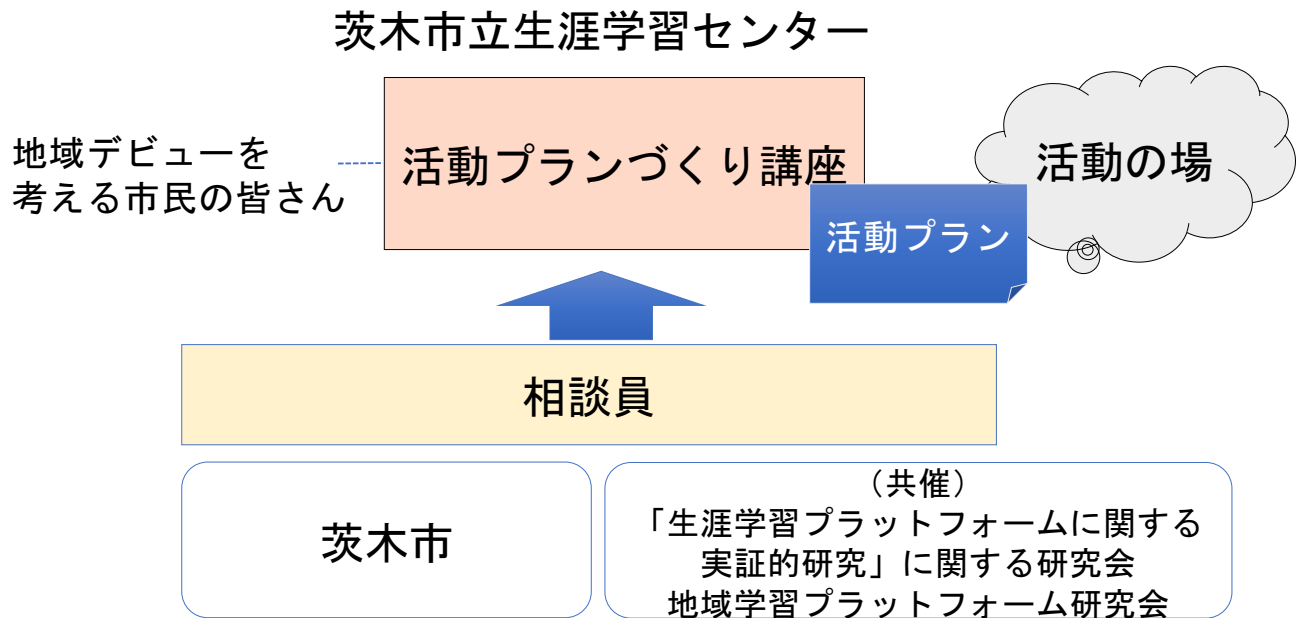 茨木市立生涯学習センター
地域デビューを
考える市民の皆さん
活動プランづくり講座
活動の場
活動プラン
相談員
茨木市
（共催）
「生涯学習プラットフォームに関する
実証的研究」に関する研究会
地域学習プラットフォーム研究会